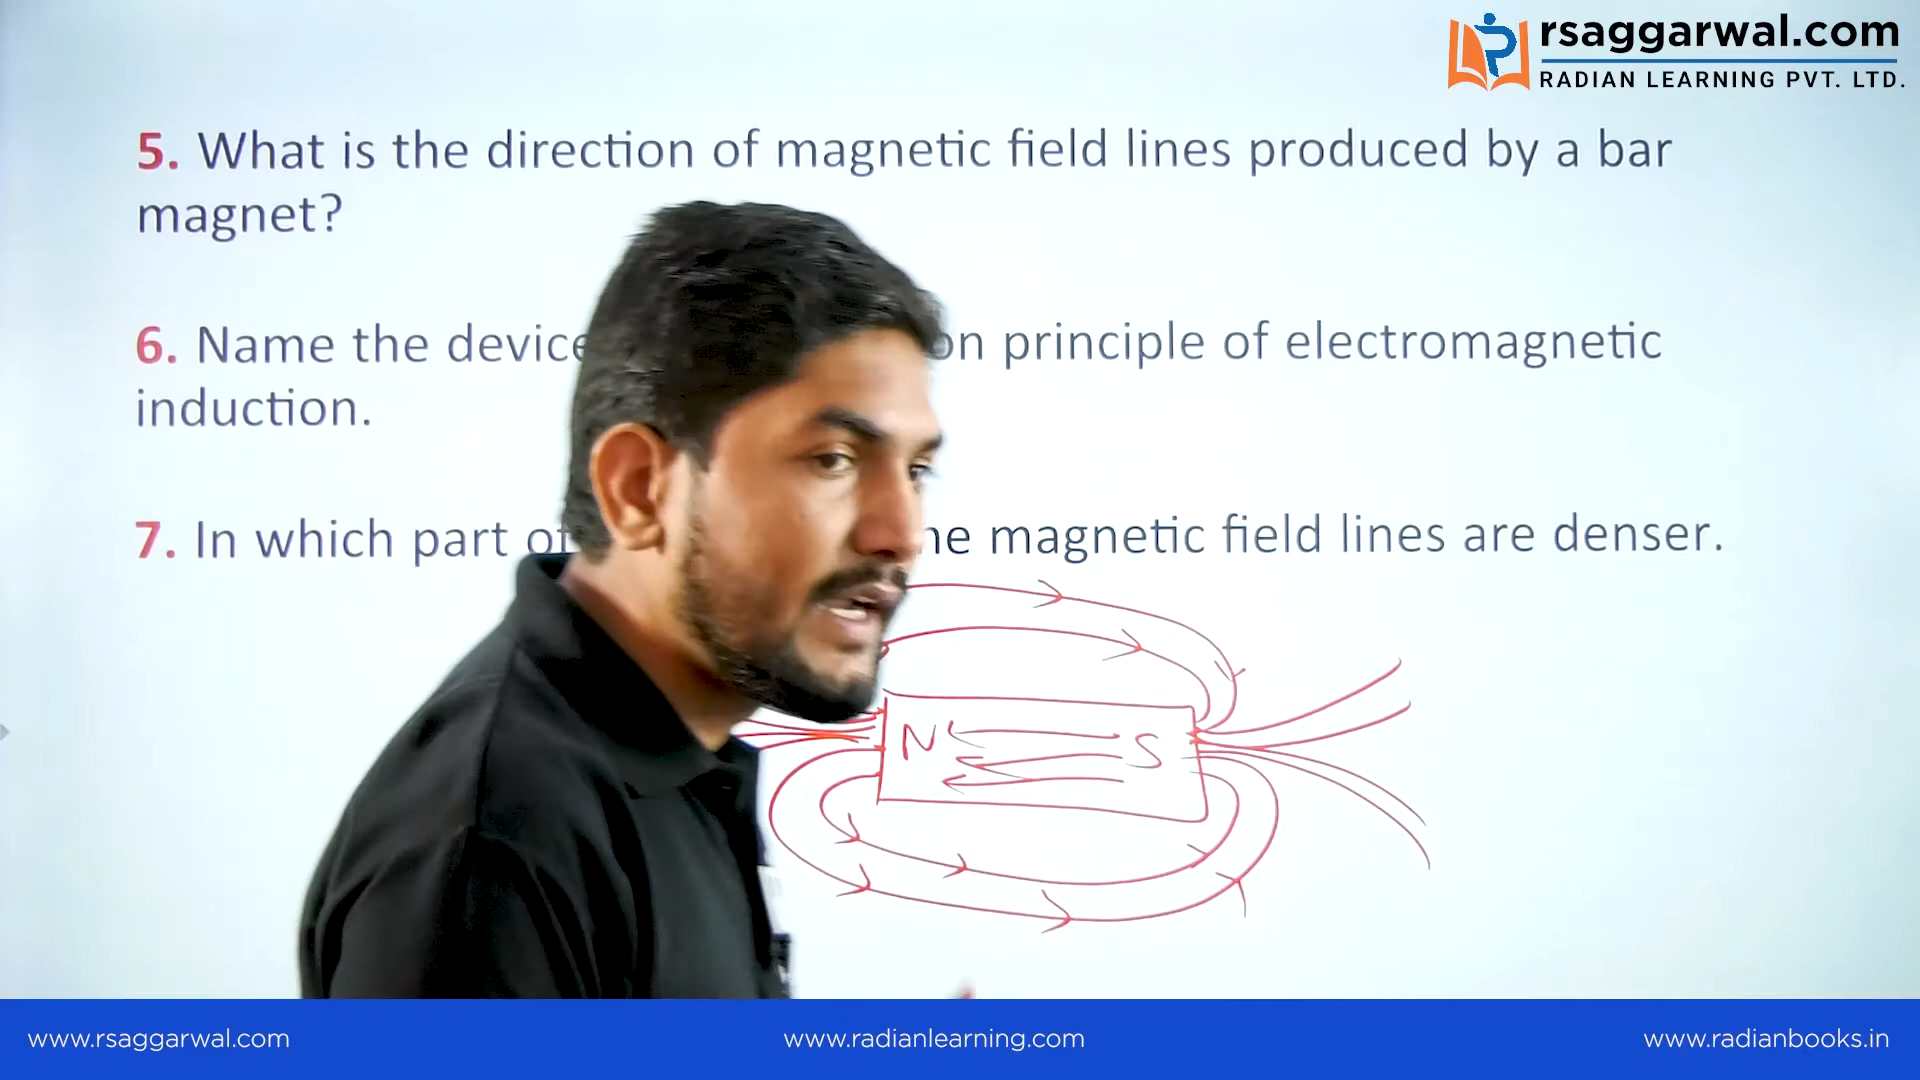 rsaggarwal.com
RADIAN LEARNING PVT. LTD.
5. What is the direction of magnetic field lines produced by a bar
magnet?
6. Name the device on principle of electromagnetic
induction.
7. In which part of magnetic field lines are denser.
N S
www.rsaggarwal.com www.radianlearning.com www.radianbooks.in